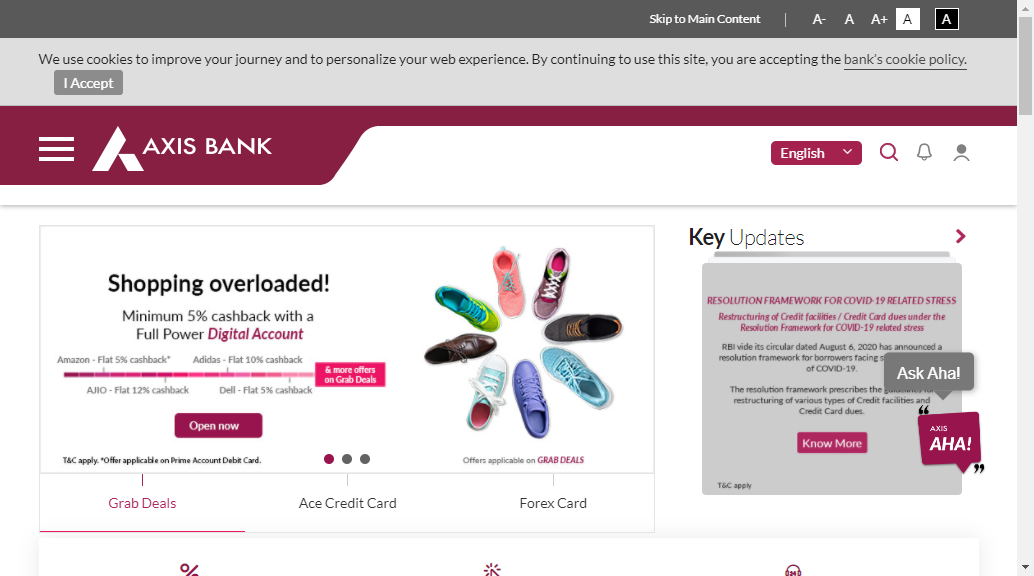 Skip to Main Content
A-
A
A+
A
A
We use cookies to improve your journey and to personalize your web experience. By continuing to use this site, you are accepting the bank's cookie policy.
I Accept
AXIS BANK
English
Shopping overloaded!
Minimum 5% cashback with a
Full Power Digital Account
Amazon - Flat 5% cashback*
Adidas - Flat 10% cashback
& more offers
on Grab Deals
AJIO - Flat 12% cashback
Dell - Flat 5% cashback
Open now
T&C apply. *Offer applicable on Prime Account Debit Card.
Offers applicable on GRAB DEALS
Grab Deals
Ace Credit Card
Forex Card
Key Updates
RESOLUTION FRAMEWORK FOR COVID-19 RELATED STRESS
Restructuring of Credit facilities / Credit Card dues under the
Resolution Framework for COVID-19 related stress
RBI vide its circular dated August 6, 2020 has announced a
resolution framework for borrowers facing
of COVID-19.
The resolution framework prescribes the
restructuring of various types of Credit facilities and
Credit Card dues.
Know More
T&C apply
Ask Aha!
AXIS
AHA!
24